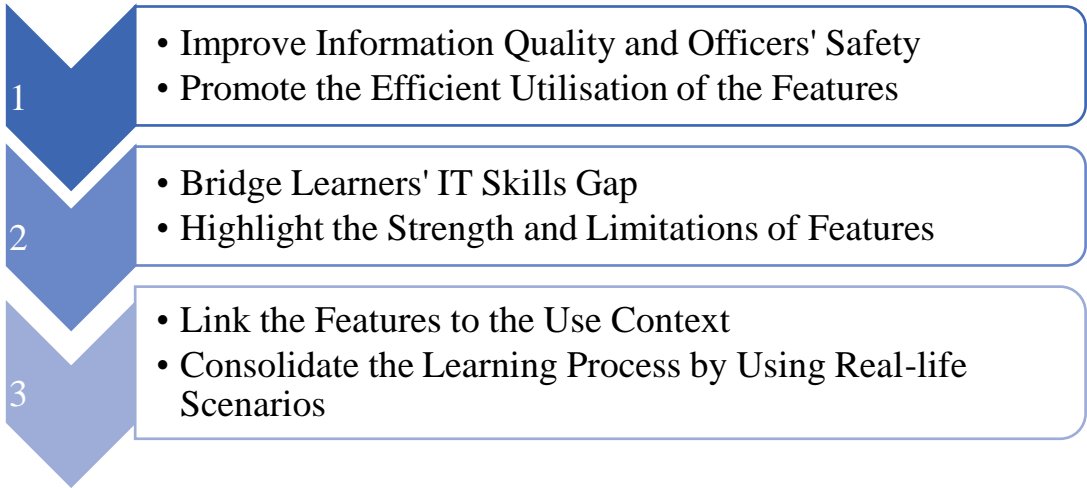 1
• Improve Information Quality and Officers' Safety
• Promote the Efficient Utilisation of the Features
2
• Bridge Learners' IT Skills Gap
• Highlight the Strength and Limitations of Features
3
• Link the Features to the Use Context
• Consolidate the Learning Process by Using Real-life
Scenarios